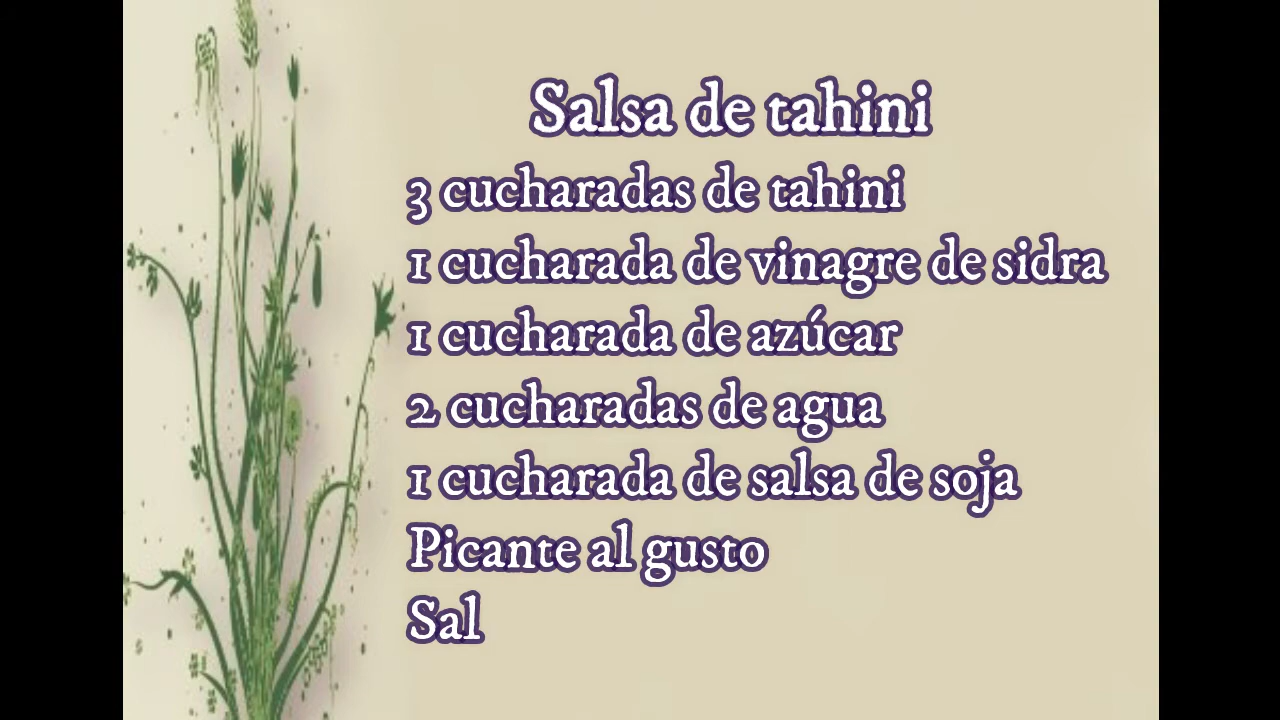 Salsa de tahini
3 cucharadas de tahini
1 cucharada de vinagre de sidra
1 cucharada de azúcar
2 cucharadas de agua
1 cucharada de salsa de soja
Picante al gusto
Sal